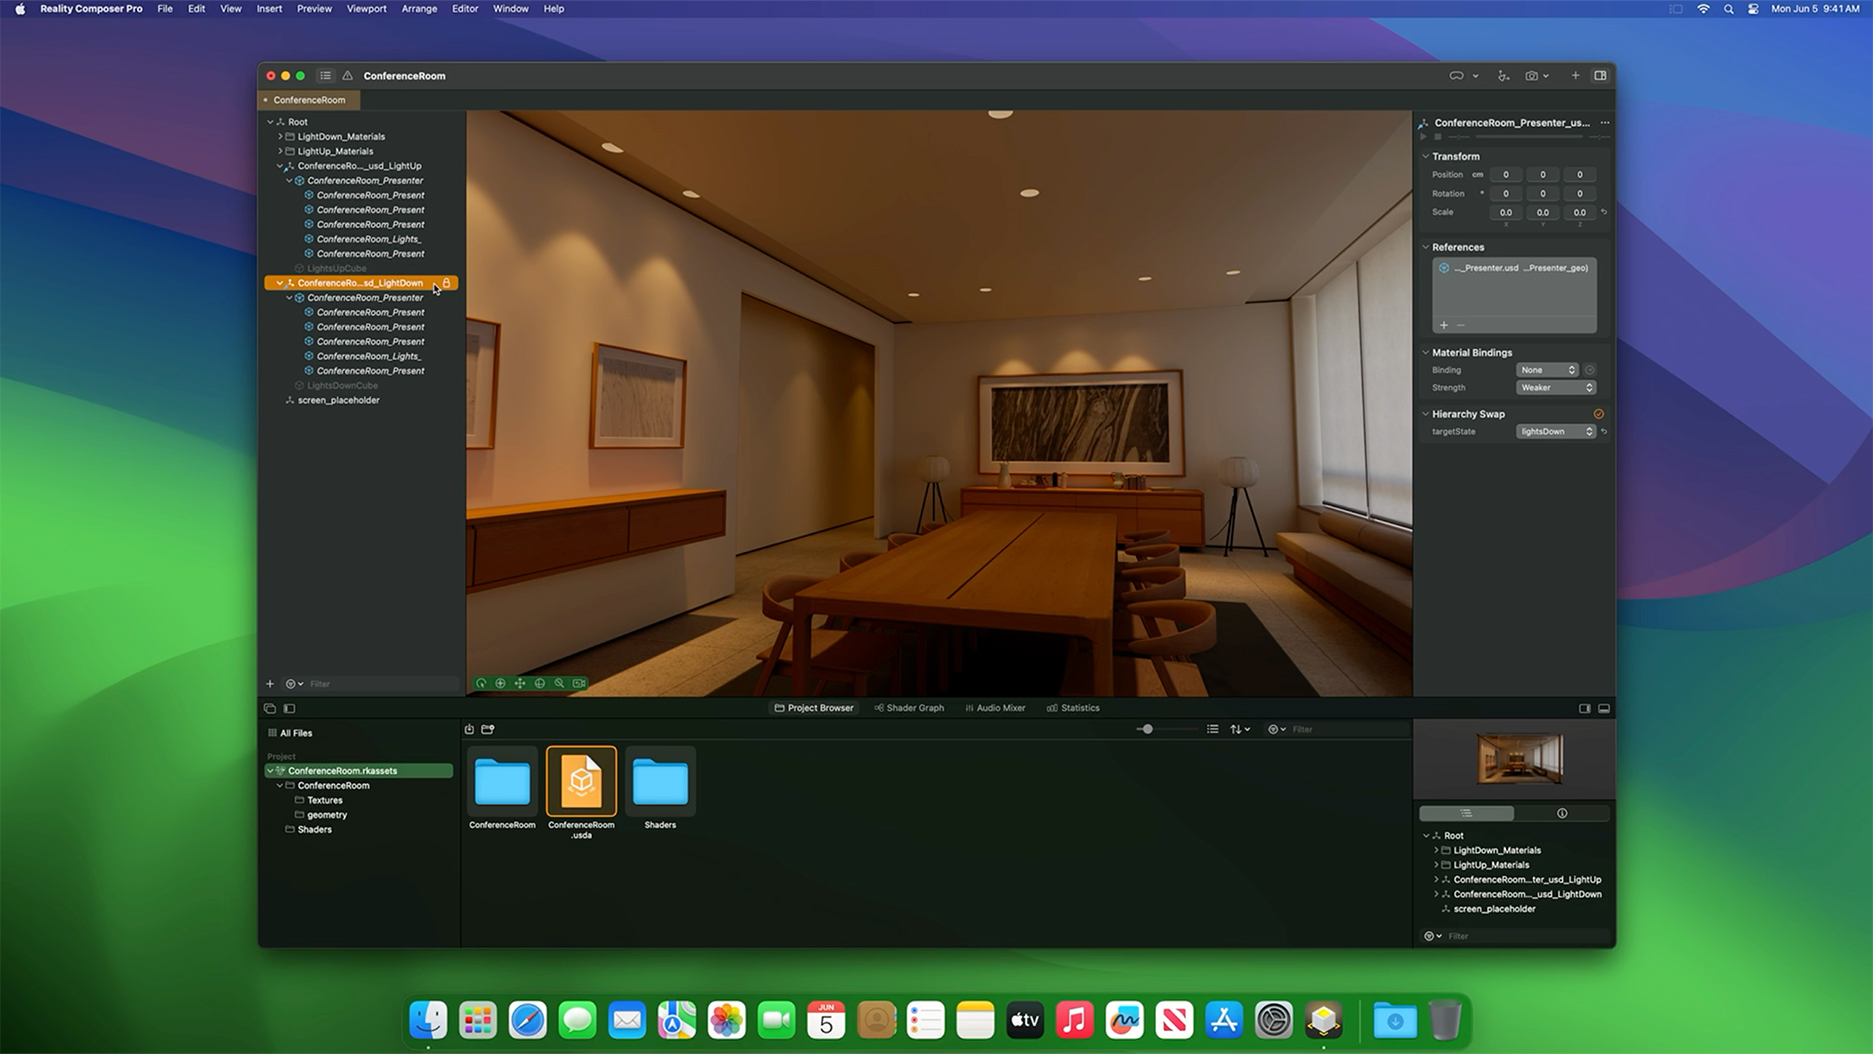 Reality Composer Pro File Edit View Insert Preview Viewport Arrange Editor Window Help
Mon Jun 5 9:41 AM
ConferenceRoom
ConferenceRoom
Root
LightDown_Materials
LightUp_Materials
ConferenceRo..._usd_LightUp
ConferenceRoom_Presenter
ConferenceRoom_Present
ConferenceRoom_Present
ConferenceRoom_Present
ConferenceRoom_Lights_
ConferenceRoom_Present
LightsUpCube
ConferenceRo...sd_LightDown
ConferenceRoom_Presenter
ConferenceRoom_Present
ConferenceRoom_Present
ConferenceRoom_Present
ConferenceRoom_Lights_
ConferenceRoom_Present
LightsDownCube
screen_placeholder
Filter
ConferenceRoom_Presenter_us...
Transform
Position cm 0 0 0
Rotation ° 0 0 0
Scale 0.0 0.0 0.0
X Y Z
References
..._Presenter.usd ...Presenter_geo)
Material Bindings
Binding None
Strength Weaker
Hierarchy Swap
targetState lightsDown
Project Browser Shader Graph Audio Mixer Statistics
All Files
Project
ConferenceRoom.rkassets
ConferenceRoom
Textures
geometry
Shaders
Filter
ConferenceRoom
ConferenceRoom
.usda
Shaders
Root
LightDown_Materials
LightUp_Materials
ConferenceRoom...ter_usd_LightUp
ConferenceRoom..._usd_LightDown
screen_placeholder
Filter
JUN
5
tv